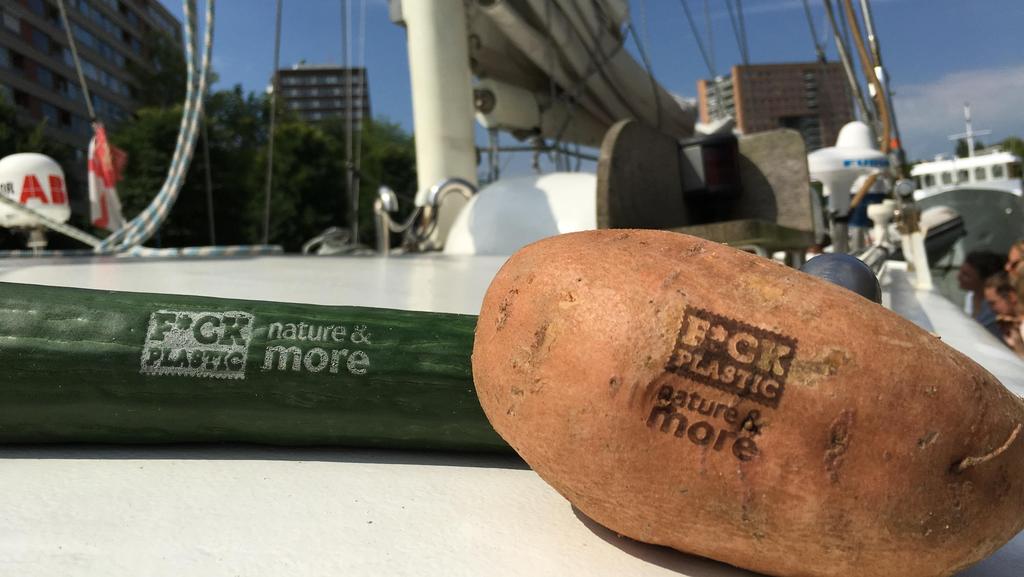 AB
F*CK
PLASTIC
nature &
more
F*CK
PLASTIC
nature &
more